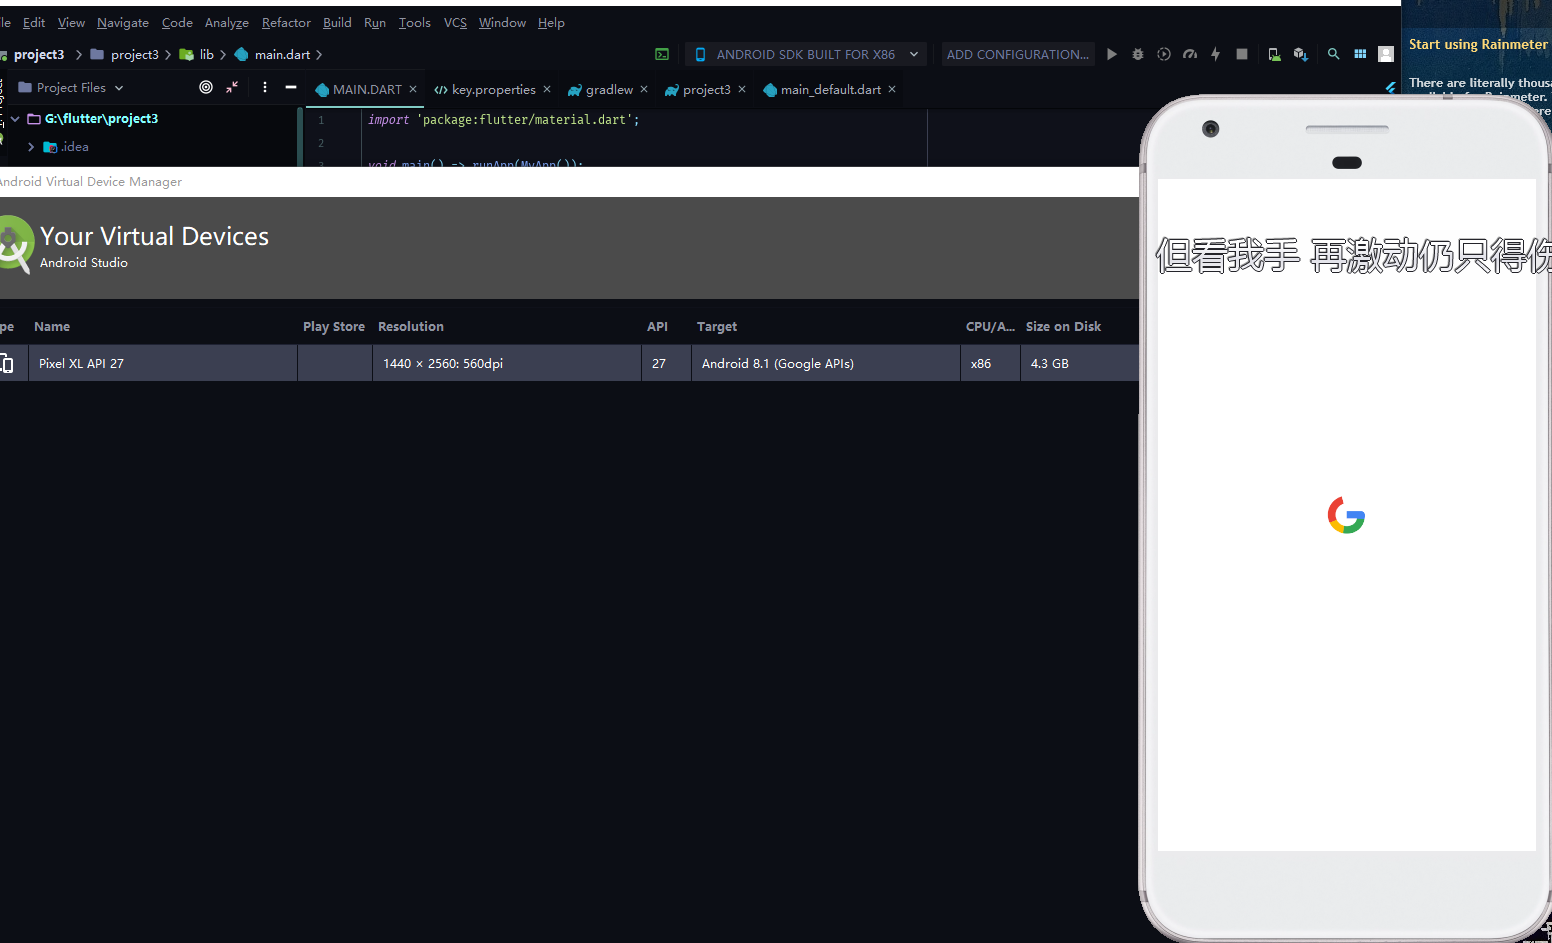 Edit View Navigate Code Analyze Refactor Build Run Tools VCS Window Help
Start using Rainmeter
project3 project3 lib main.dart ANDROID SDK BUILT FOR X86 ADD CONFIGURATION...
There are literally
Project Files MAIN.DART key.properties gradlew project3 main_default.dart
G:\flutter\project3
1 import 'package:flutter/material.dart';
.idea
2
3 void main() => runApp(MyApp());
Android Virtual Device Manager
Your Virtual Devices
Android Studio
但看我手 再激动仍只得伤
Name Play Store Resolution API Target CPU/A... Size on Disk
Pixel XL API 27 1440 × 2560: 560dpi 27 Android 8.1 (Google APIs) x86 4.3 GB